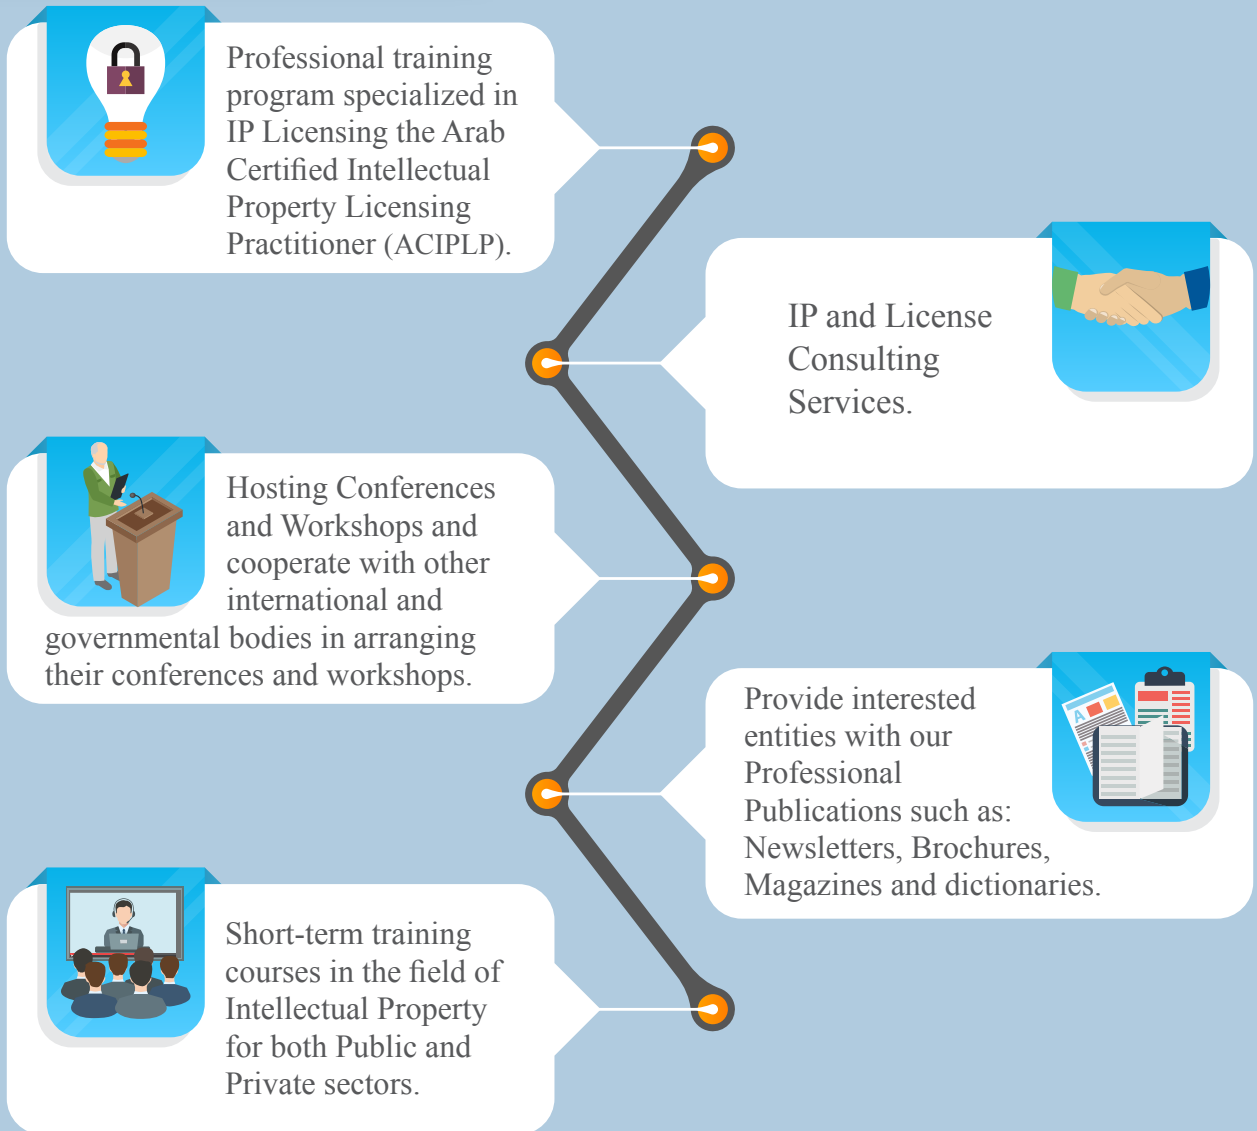 Professional training
program specialized in
IP Licensing the Arab
Certified Intellectual
Property Licensing
Practitioner (ACIPLP).
IP and License
Consulting
Services.
Hosting Conferences
and Workshops and
cooperate with other
international and
governmental bodies in arranging
their conferences and workshops.
Provide interested
entities with our
Professional
Publications such as:
Newsletters, Brochures,
Magazines and dictionaries.
Short-term training
courses in the field of
Intellectual Property
for both Public and
Private sectors.